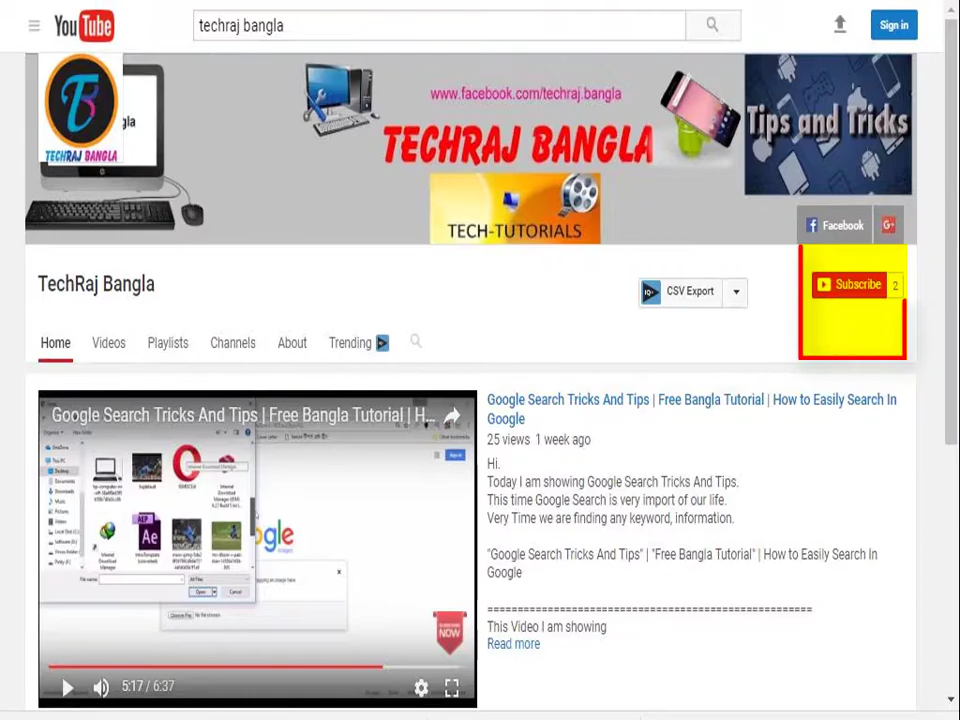 You Tube
techraj bangla
Sign in
www.facebook.com/techraj.bangla
TECHRAJ BANGLA
TECHRAJ BANGLA
Tips and Tricks
TECH-TUTORIALS
Facebook
G+
TechRaj Bangla
CSV Export
Subscribe 2
Home Videos Playlists Channels About Trending
Google Search Tricks And Tips | Free Bangla Tutorial | H...
Google Search Tricks And Tips | Free Bangla Tutorial | How to Easily Search In
Google
25 views 1 week ago
Hi.
Today I am showing Google Search Tricks And Tips.
This time Google Search is very import of our life.
Very Time we are finding any keyword, information.
"Google Search Tricks And Tips" | "Free Bangla Tutorial" | How to Easily Search In
Google
======================================================
This Video I am showing
Read more
Open Cancel
NOW
5:17 / 6:37